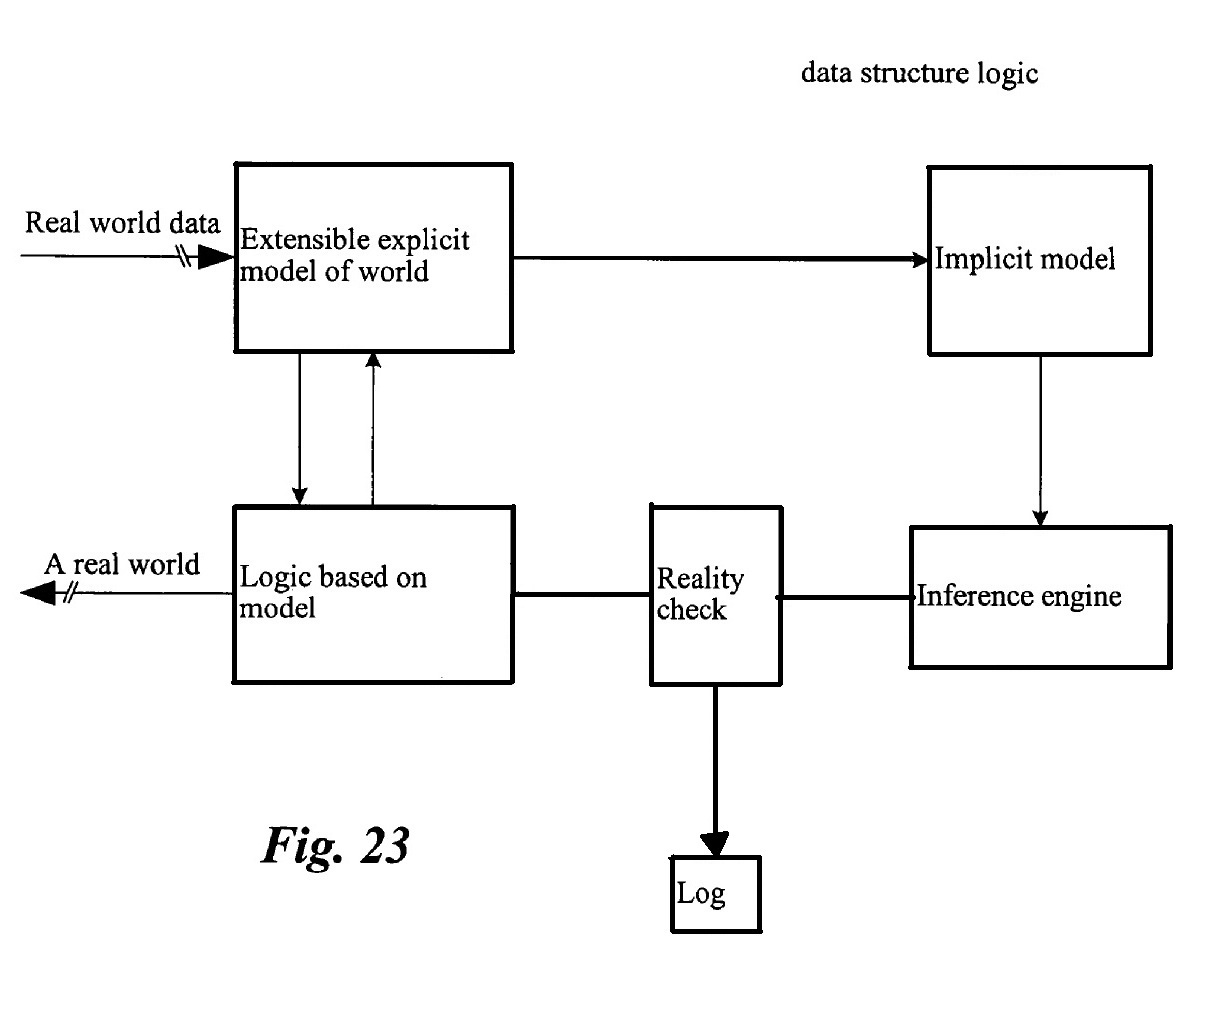 data structure logic
Real world data
Extensible explicit
model of world
Implicit model
A real world
Logic based on
model
Reality
check
Inference engine
Fig. 23
Log